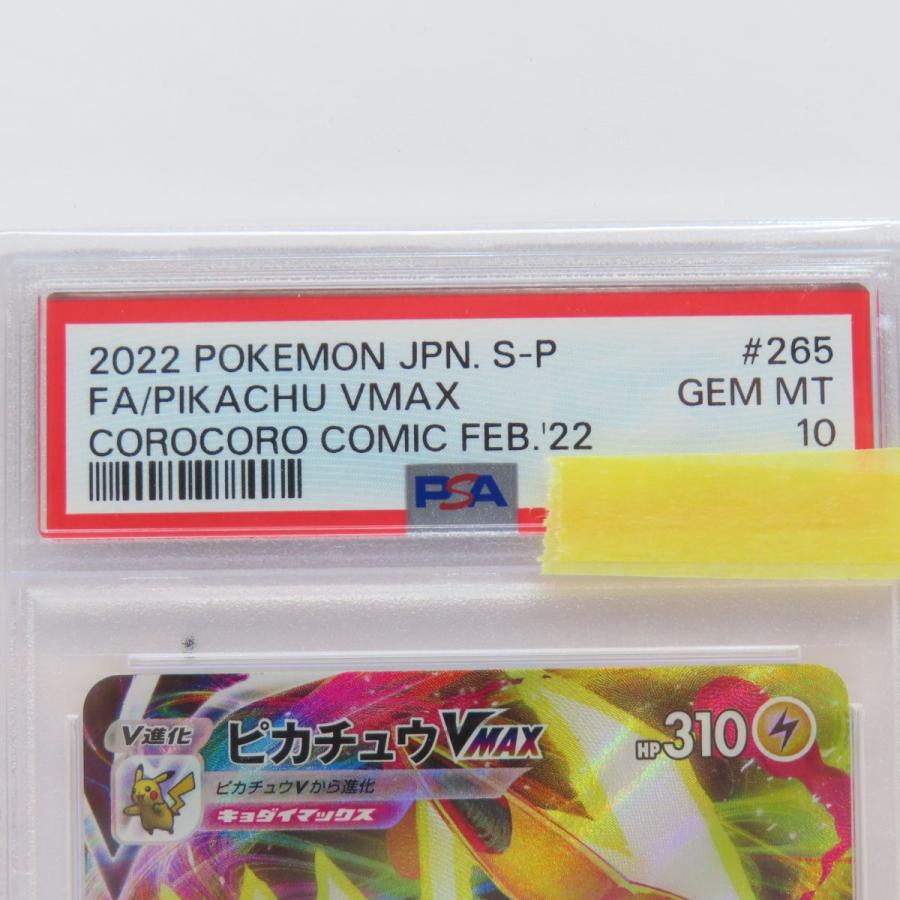 2022 POKEMON JPN. S-P #265
FA/PIKACHU VMAX GEM MT
COROCORO COMIC FEB.'22 10
PSA
V進化 ピカチュウVMAX HP310
ピカチュウVから進化
キョダイマックス